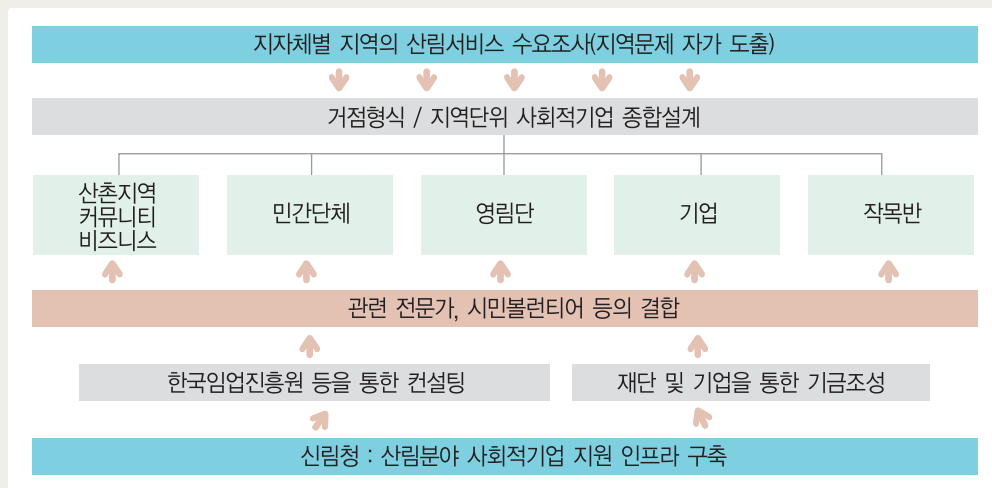 지자체별 지역의 산림서비스 수요조사(지역문제 자가 도출)
거점형식 / 지역단위 사회적기업 종합설계
산촌지역
커뮤니티
비즈니스
민간단체
영림단
기업
작목반
관련 전문가, 시민볼런티어 등의 결합
한국임업진흥원 등을 통한 컨설팅
재단 및 기업을 통한 기금조성
신림청 : 산림분야 사회적기업 지원 인프라 구축